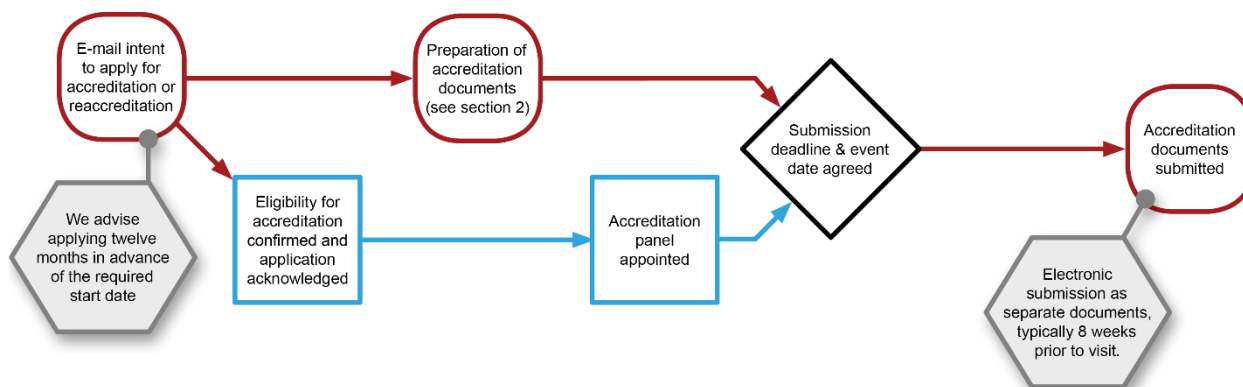 E-mail intent
to apply for
accreditation or
reaccreditation
Preparation of
accreditation
documents
(see section 2)
Submission
deadline & event
date agreed
Accreditation
documents
submitted
We advise
applying twelve
months in advance
of the required
start date
Eligibility for
accreditation
confirmed and
application
acknowledged
Accreditation
panel
appointed
Electronic
submission as
separate documents,
typically 8 weeks
prior to visit.